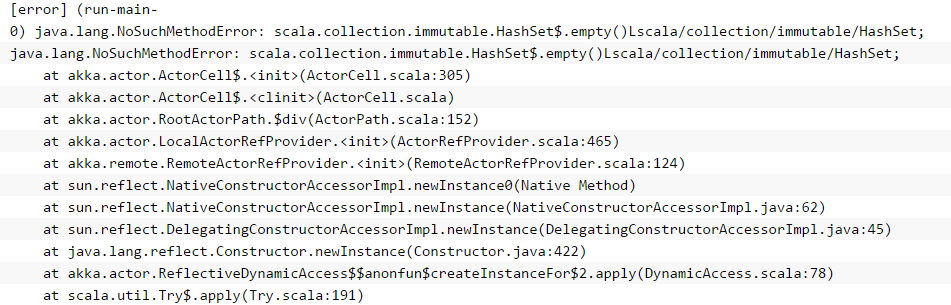 [error] (run-main-
0) java.lang.NoSuchMethodError: scala.collection.immutable.HashSet$.empty()Lscala/collection/immutable/HashSet;
java.lang.NoSuchMethodError: scala.collection.immutable.HashSet$.empty()Lscala/collection/immutable/HashSet;
    at akka.actor.ActorCell$.<init>(ActorCell.scala:305)
    at akka.actor.ActorCell$.<clinit>(ActorCell.scala)
    at akka.actor.RootActorPath.$div(ActorPath.scala:152)
    at akka.actor.LocalActorRefProvider.<init>(ActorRefProvider.scala:465)
    at akka.remote.RemoteActorRefProvider.<init>(RemoteActorRefProvider.scala:124)
    at sun.reflect.NativeConstructorAccessorImpl.newInstance0(Native Method)
    at sun.reflect.NativeConstructorAccessorImpl.newInstance(NativeConstructorAccessorImpl.java:62)
    at sun.reflect.DelegatingConstructorAccessorImpl.newInstance(DelegatingConstructorAccessorImpl.java:45)
    at java.lang.reflect.Constructor.newInstance(Constructor.java:422)
    at akka.actor.ReflectiveDynamicAccess$$anonfun$createInstanceFor$2.apply(DynamicAccess.scala:78)
    at scala.util.Try$.apply(Try.scala:191)